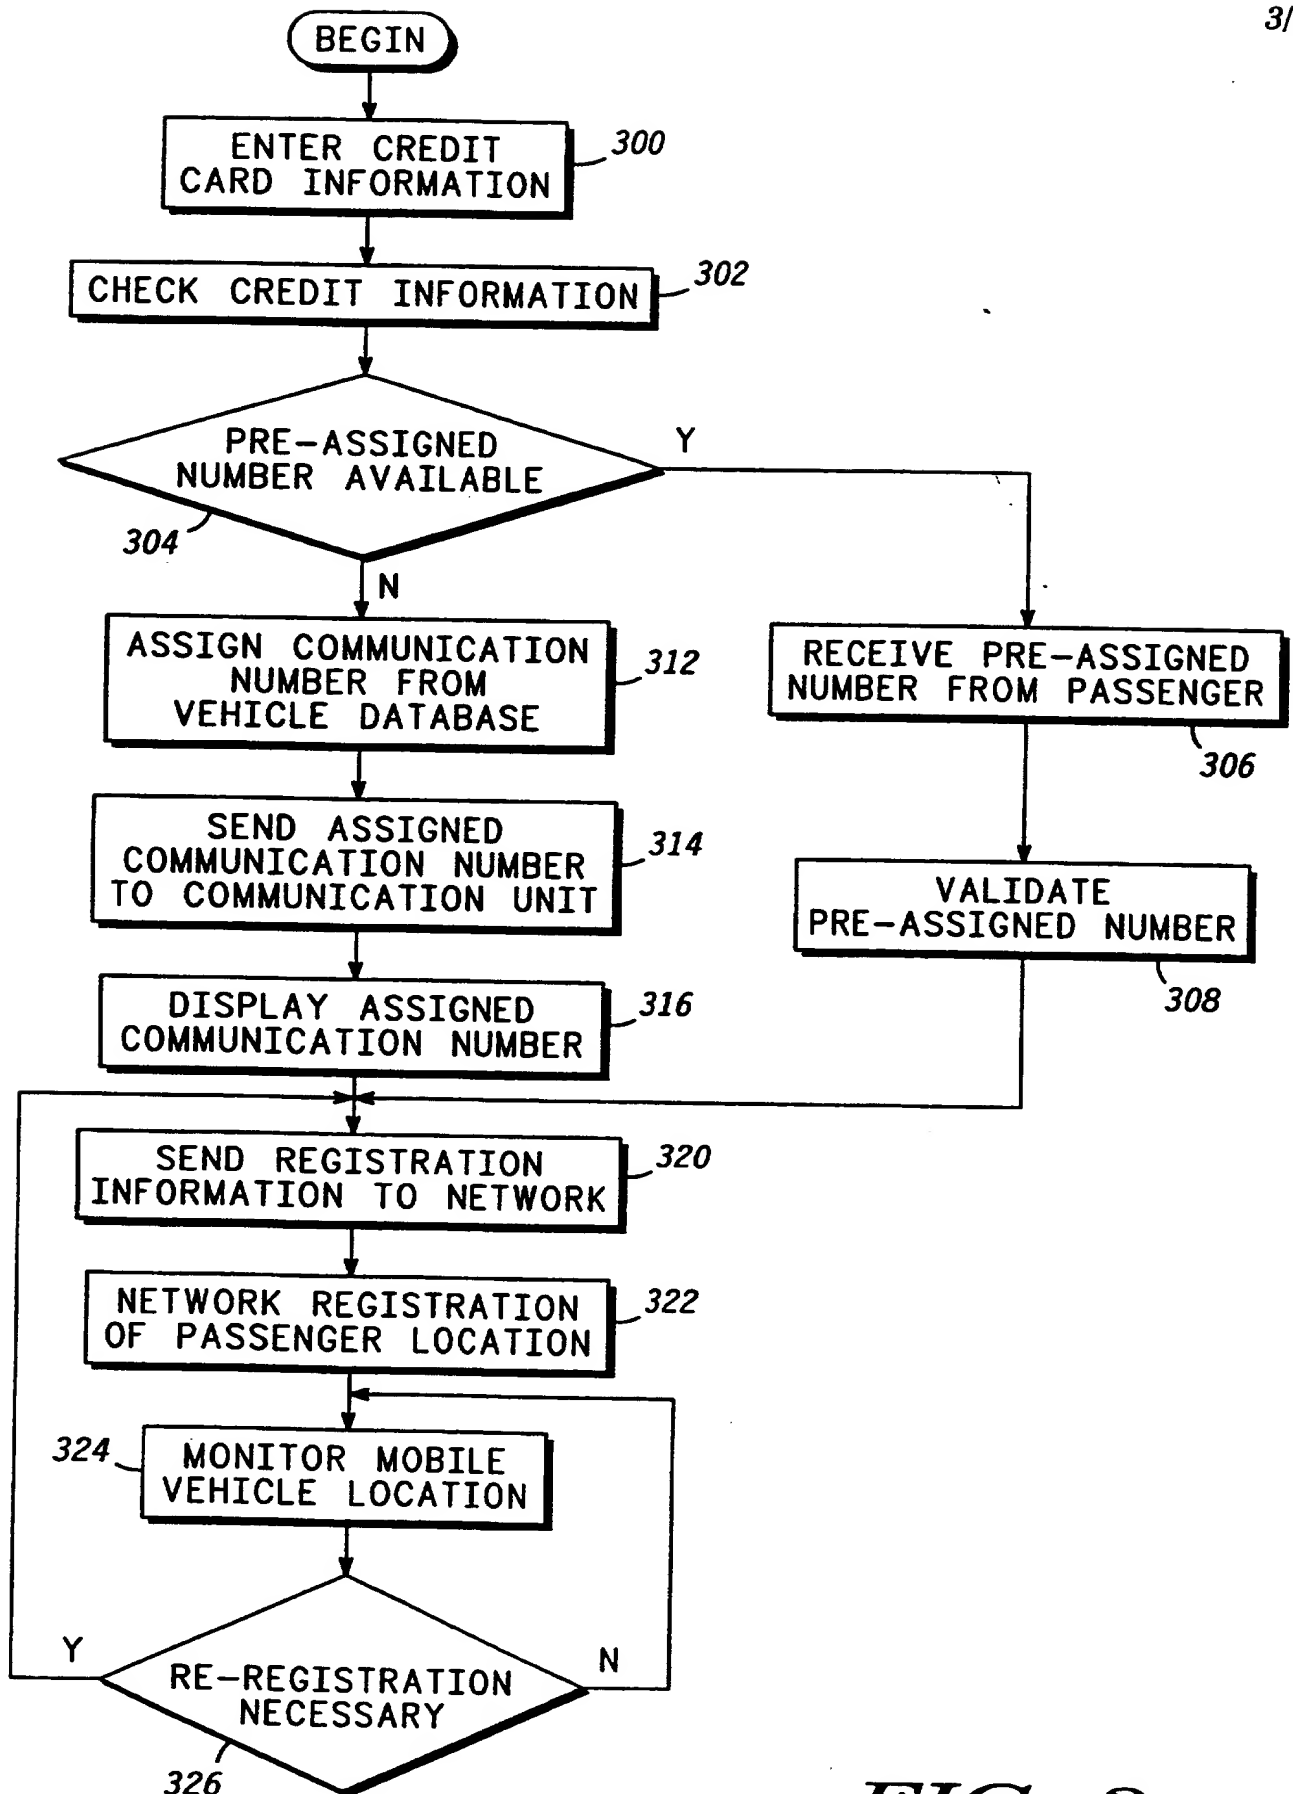 3/
BEGIN
ENTER CREDIT
CARD INFORMATION
300
CHECK CREDIT INFORMATION
302
PRE-ASSIGNED
NUMBER AVAILABLE
304
Y
N
ASSIGN COMMUNICATION
NUMBER FROM
VEHICLE DATABASE
312
RECEIVE PRE-ASSIGNED
NUMBER FROM PASSENGER
306
SEND ASSIGNED
COMMUNICATION NUMBER
TO COMMUNICATION UNIT
314
VALIDATE
PRE-ASSIGNED NUMBER
308
DISPLAY ASSIGNED
COMMUNICATION NUMBER
316
SEND REGISTRATION
INFORMATION TO NETWORK
320
NETWORK REGISTRATION
OF PASSENGER LOCATION
322
324
MONITOR MOBILE
VEHICLE LOCATION
Y
RE-REGISTRATION
NECESSARY
N
326
FIG.